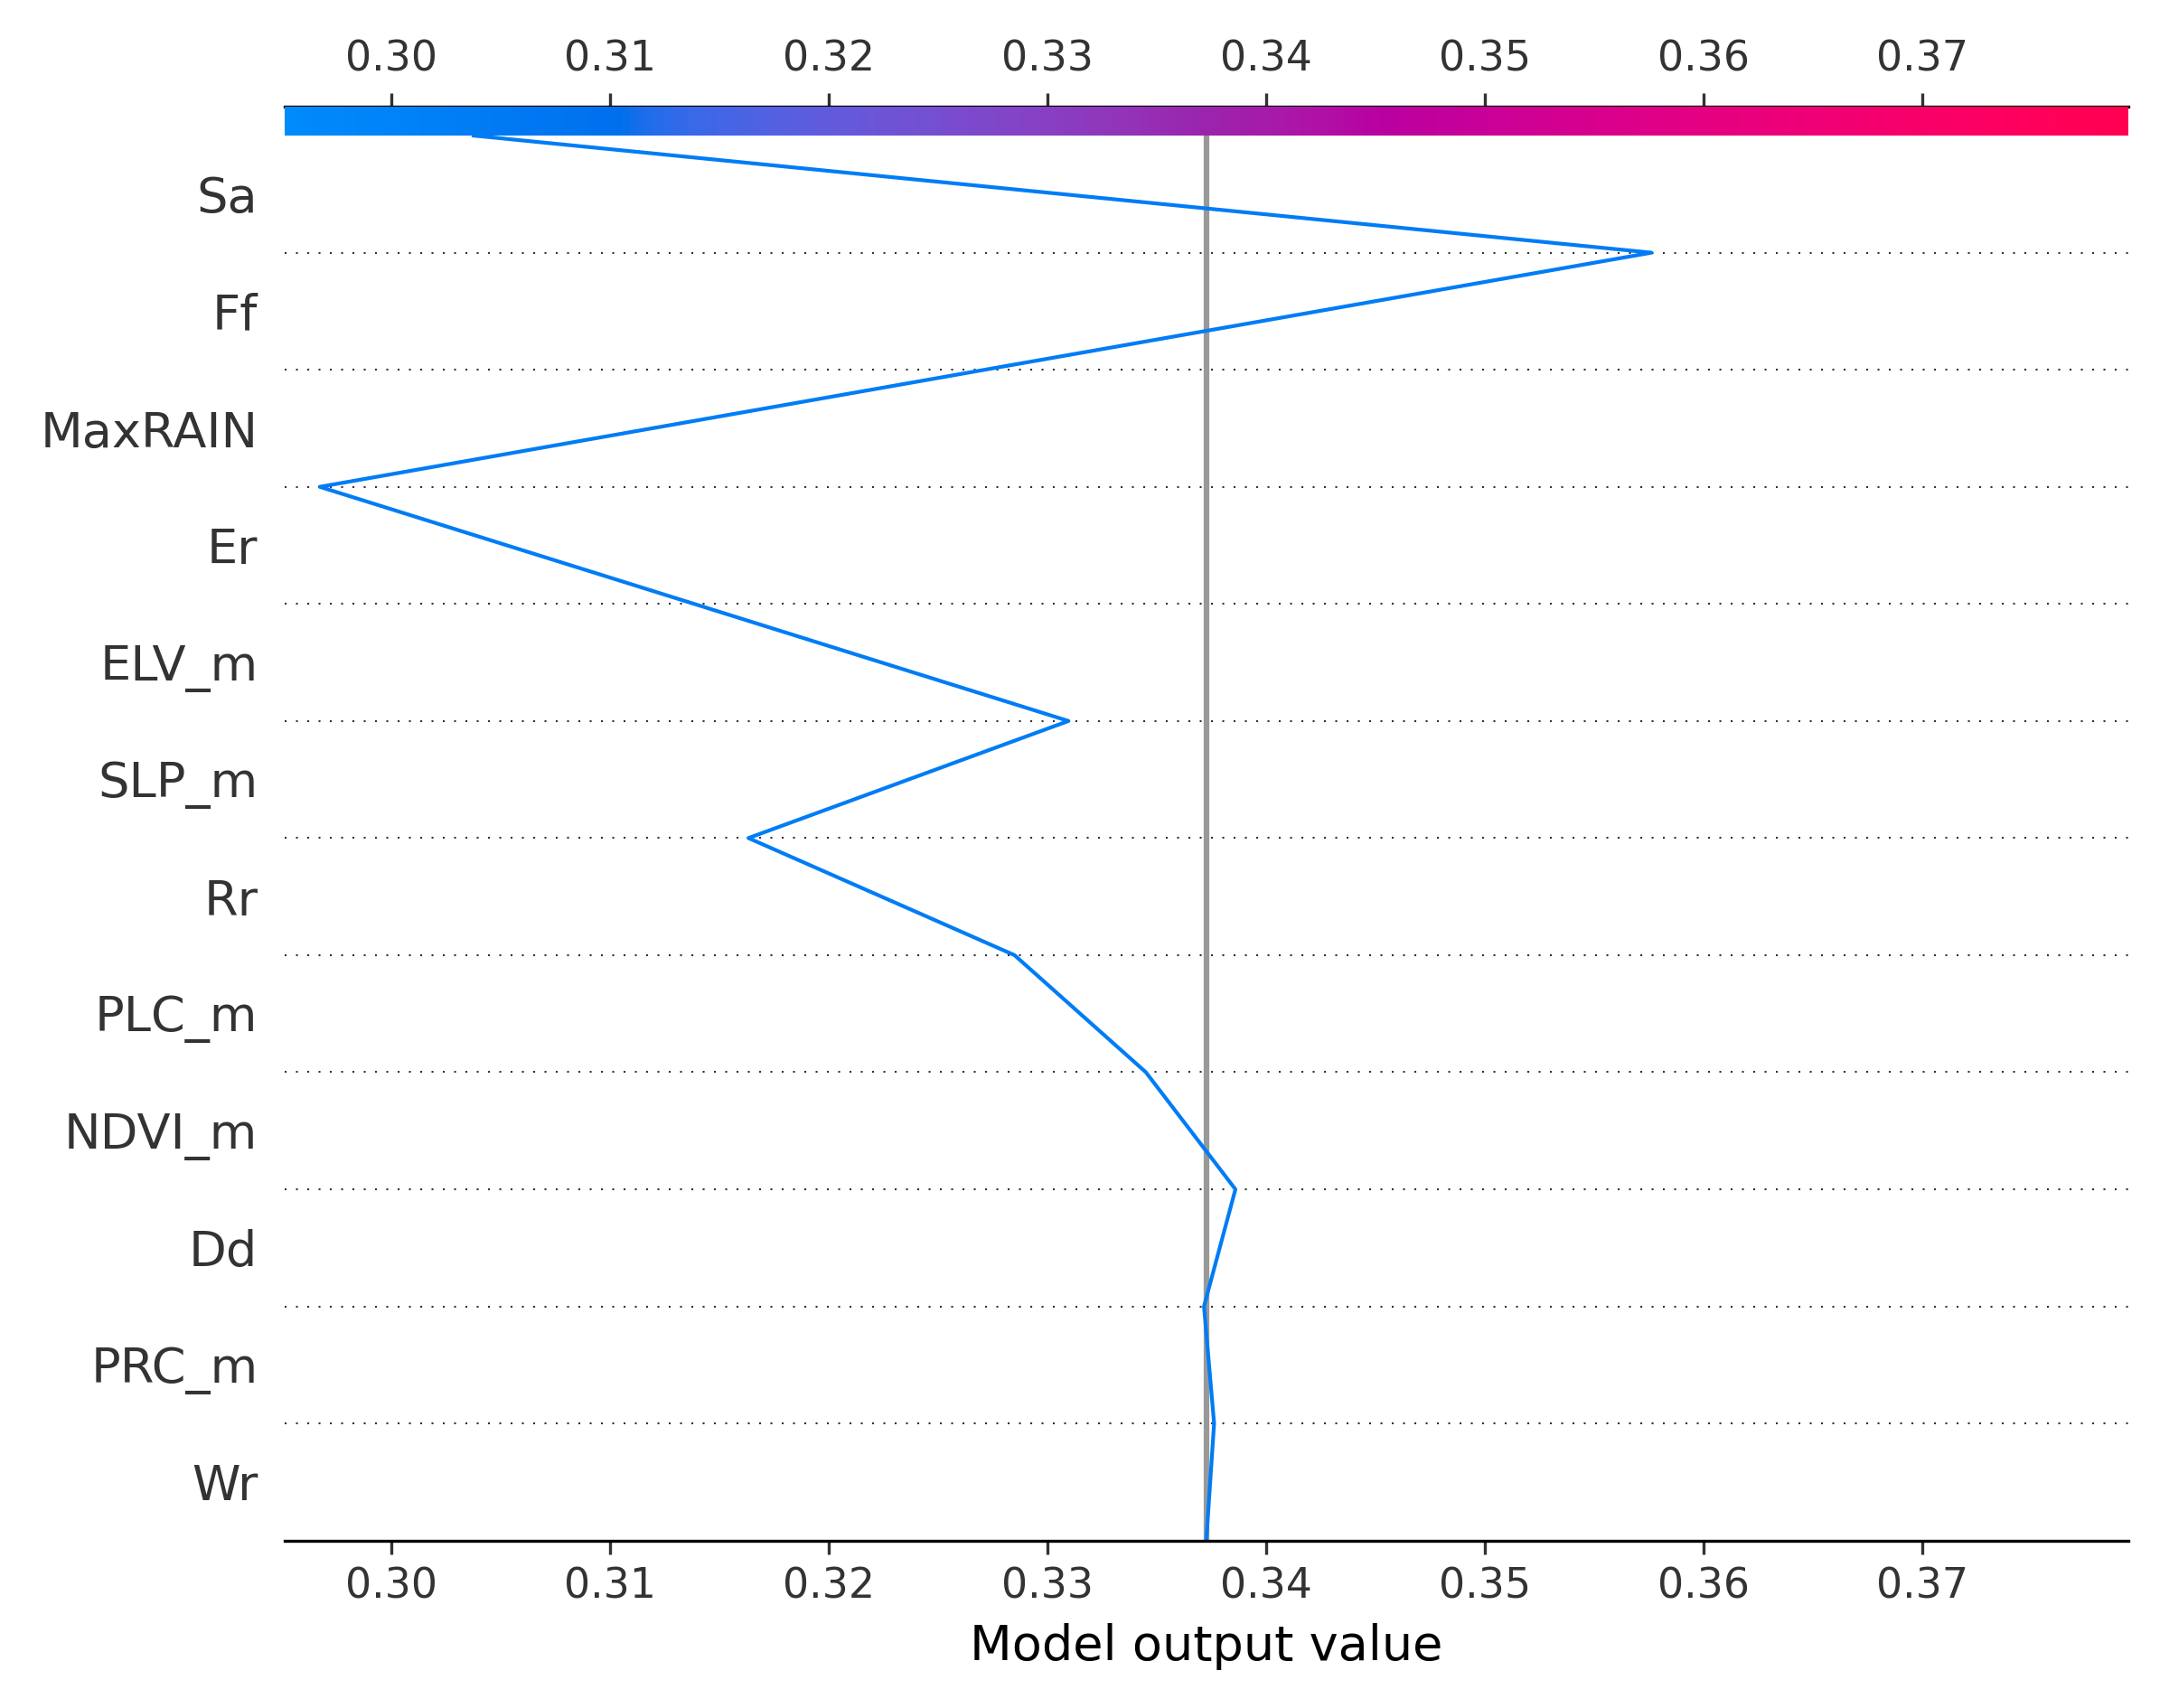 0.30 0.31 0.32 0.33 0.34 0.35 0.36 0.37
Sa
Ff
MaxRAIN
Er
ELV_m
SLP_m
Rr
PLC_m
NDVI_m
Dd
PRC_m
Wr
0.30 0.31 0.32 0.33 0.34 0.35 0.36 0.37
Model output value